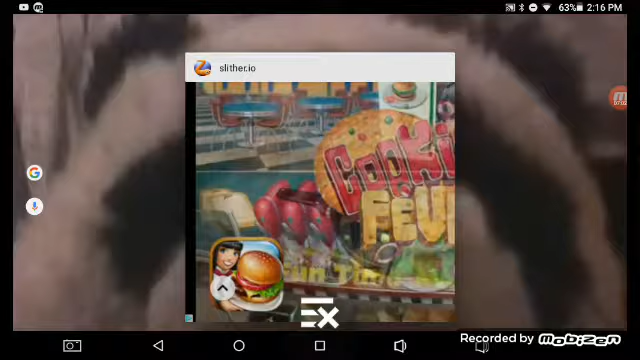 63% 2:16 PM
slither.io
COOKI
FEV
Recorded by MOBIZEN